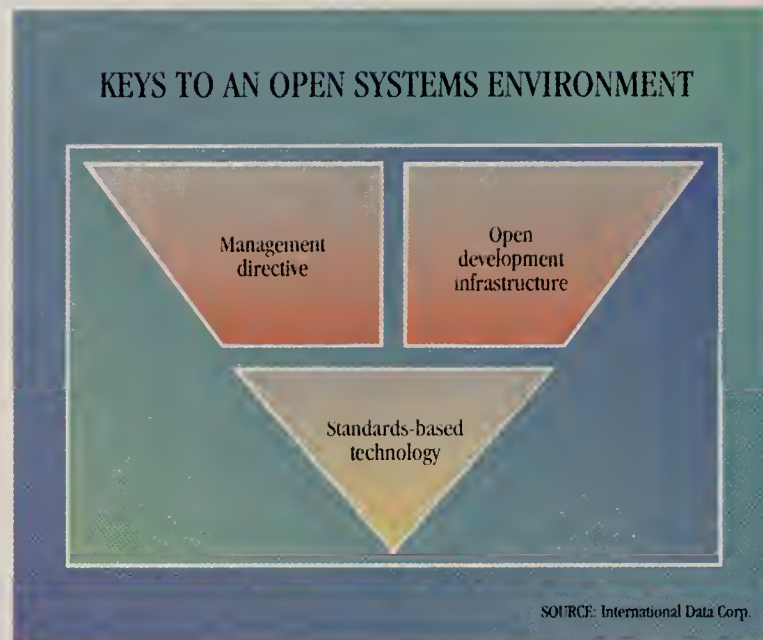 KEYS TO AN OPEN SYSTEMS ENVIRONMENT
Management
directive
Open
development
infrastructure
Standards-based
technology
SOURCE: International Data Corp.